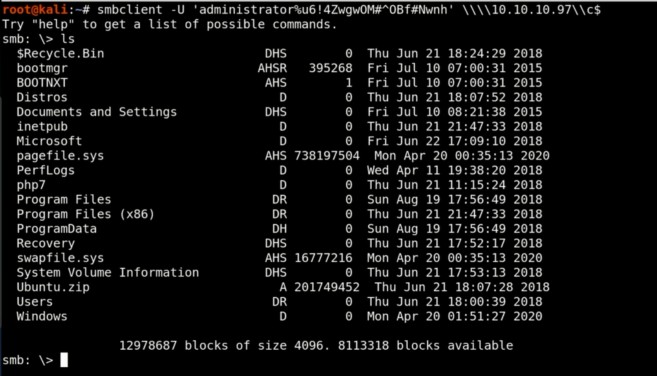 root@kali:~# smbclient -U 'administrator%u6!4ZwgwOM#^OBf#Nwnh' \\\\10.10.10.97\\c$
Try "help" to get a list of possible commands.
smb: \> ls
  $Recycle.Bin                      DHS        0  Thu Jun 21 18:24:29 2018
  bootmgr                          AHSR   395268  Fri Jul 10 07:00:31 2015
  BOOTNXT                           AHS        1  Fri Jul 10 07:00:31 2015
  Distros                             D        0  Thu Jun 21 18:07:52 2018
  Documents and Settings            DHS        0  Fri Jul 10 08:21:38 2015
  inetpub                             D        0  Thu Jun 21 21:47:33 2018
  Microsoft                           D        0  Fri Jun 22 17:09:10 2018
  pagefile.sys                      AHS 738197504  Mon Apr 20 00:35:13 2020
  PerfLogs                            D        0  Wed Apr 11 19:38:20 2018
  php7                                D        0  Thu Jun 21 11:15:24 2018
  Program Files                      DR        0  Sun Aug 19 17:56:49 2018
  Program Files (x86)                DR        0  Thu Jun 21 21:47:33 2018
  ProgramData                        DH        0  Sun Aug 19 17:56:49 2018
  Recovery                          DHS        0  Thu Jun 21 17:52:17 2018
  swapfile.sys                      AHS 16777216  Mon Apr 20 00:35:13 2020
  System Volume Information         DHS        0  Thu Jun 21 17:53:13 2018
  Ubuntu.zip                          A 201749452  Thu Jun 21 18:07:28 2018
  Users                              DR        0  Thu Jun 21 18:00:39 2018
  Windows                             D        0  Mon Apr 20 01:51:27 2020
                12978687 blocks of size 4096. 8113318 blocks available
smb: \>